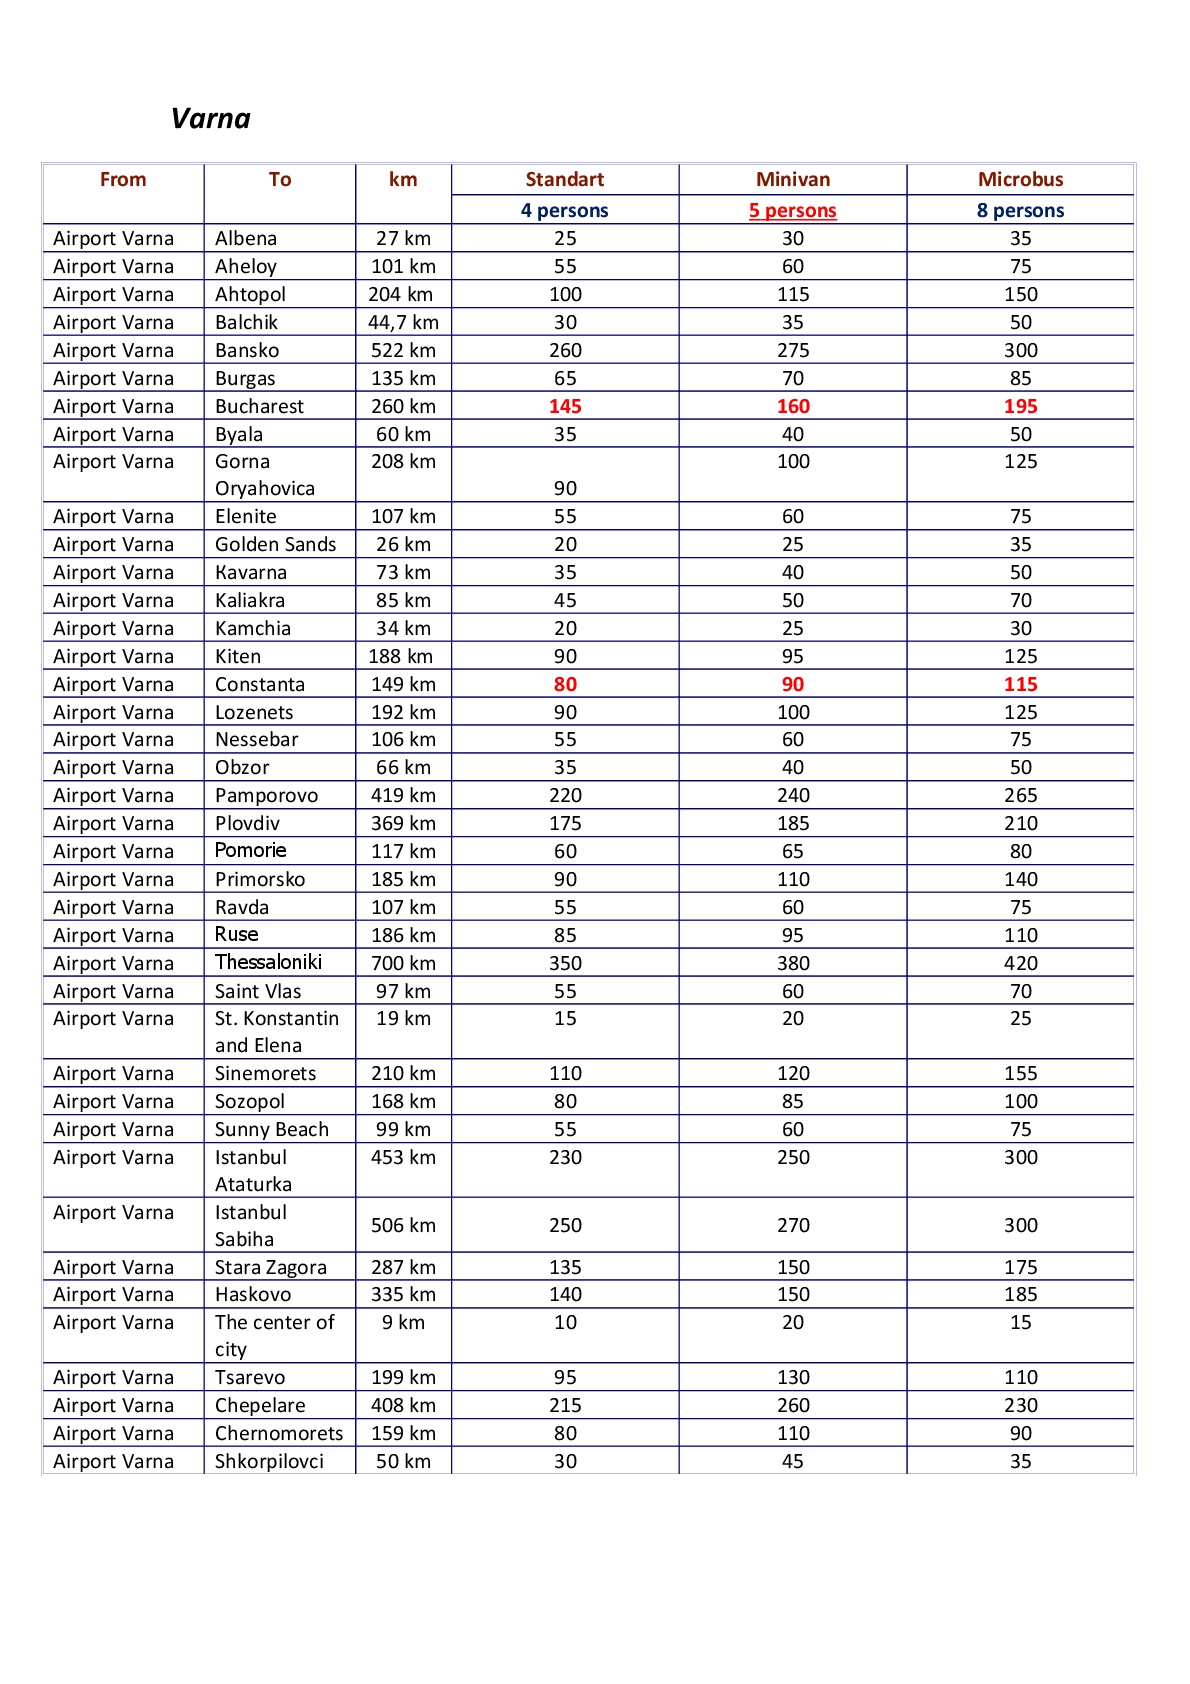 Varna
From To km Standart Minivan Microbus
4 persons 5 persons 8 persons
Airport Varna Albena 27 km 25 30 35
Airport Varna Aheloy 101 km 55 60 75
Airport Varna Ahtopol 204 km 100 115 150
Airport Varna Balchik 44,7 km 30 35 50
Airport Varna Bansko 522 km 260 275 300
Airport Varna Burgas 135 km 65 70 85
Airport Varna Bucharest 260 km 145 160 195
Airport Varna Byala 60 km 35 40 50
Airport Varna Gorna 208 km 100 125
Oryahovica 90
Airport Varna Elenite 107 km 55 60 75
Airport Varna Golden Sands 26 km 20 25 35
Airport Varna Kavarna 73 km 35 40 50
Airport Varna Kaliakra 85 km 45 50 70
Airport Varna Kamchia 34 km 20 25 30
Airport Varna Kiten 188 km 90 95 125
Airport Varna Constanta 149 km 80 90 115
Airport Varna Lozenets 192 km 90 100 125
Airport Varna Nessebar 106 km 55 60 75
Airport Varna Obzor 66 km 35 40 50
Airport Varna Pamporovo 419 km 220 240 265
Airport Varna Plovdiv 369 km 175 185 210
Airport Varna Pomorie 117 km 60 65 80
Airport Varna Primorsko 185 km 90 110 140
Airport Varna Ravda 107 km 55 60 75
Airport Varna Ruse 186 km 85 95 110
Airport Varna Thessaloniki 700 km 350 380 420
Airport Varna Saint Vlas 97 km 55 60 70
Airport Varna St. Konstantin 19 km 15 20 25
and Elena
Airport Varna Sinemorets 210 km 110 120 155
Airport Varna Sozopol 168 km 80 85 100
Airport Varna Sunny Beach 99 km 55 60 75
Airport Varna Istanbul 453 km 230 250 300
Ataturka
Airport Varna Istanbul
Sabiha 506 km 250 270 300
Airport Varna Stara Zagora 287 km 135 150 175
Airport Varna Haskovo 335 km 140 150 185
Airport Varna The center of 9 km 10 20 15
city
Airport Varna Tsarevo 199 km 95 130 110
Airport Varna Chepelare 408 km 215 260 230
Airport Varna Chernomorets 159 km 80 110 90
Airport Varna Shkorpilovci 50 km 30 45 35